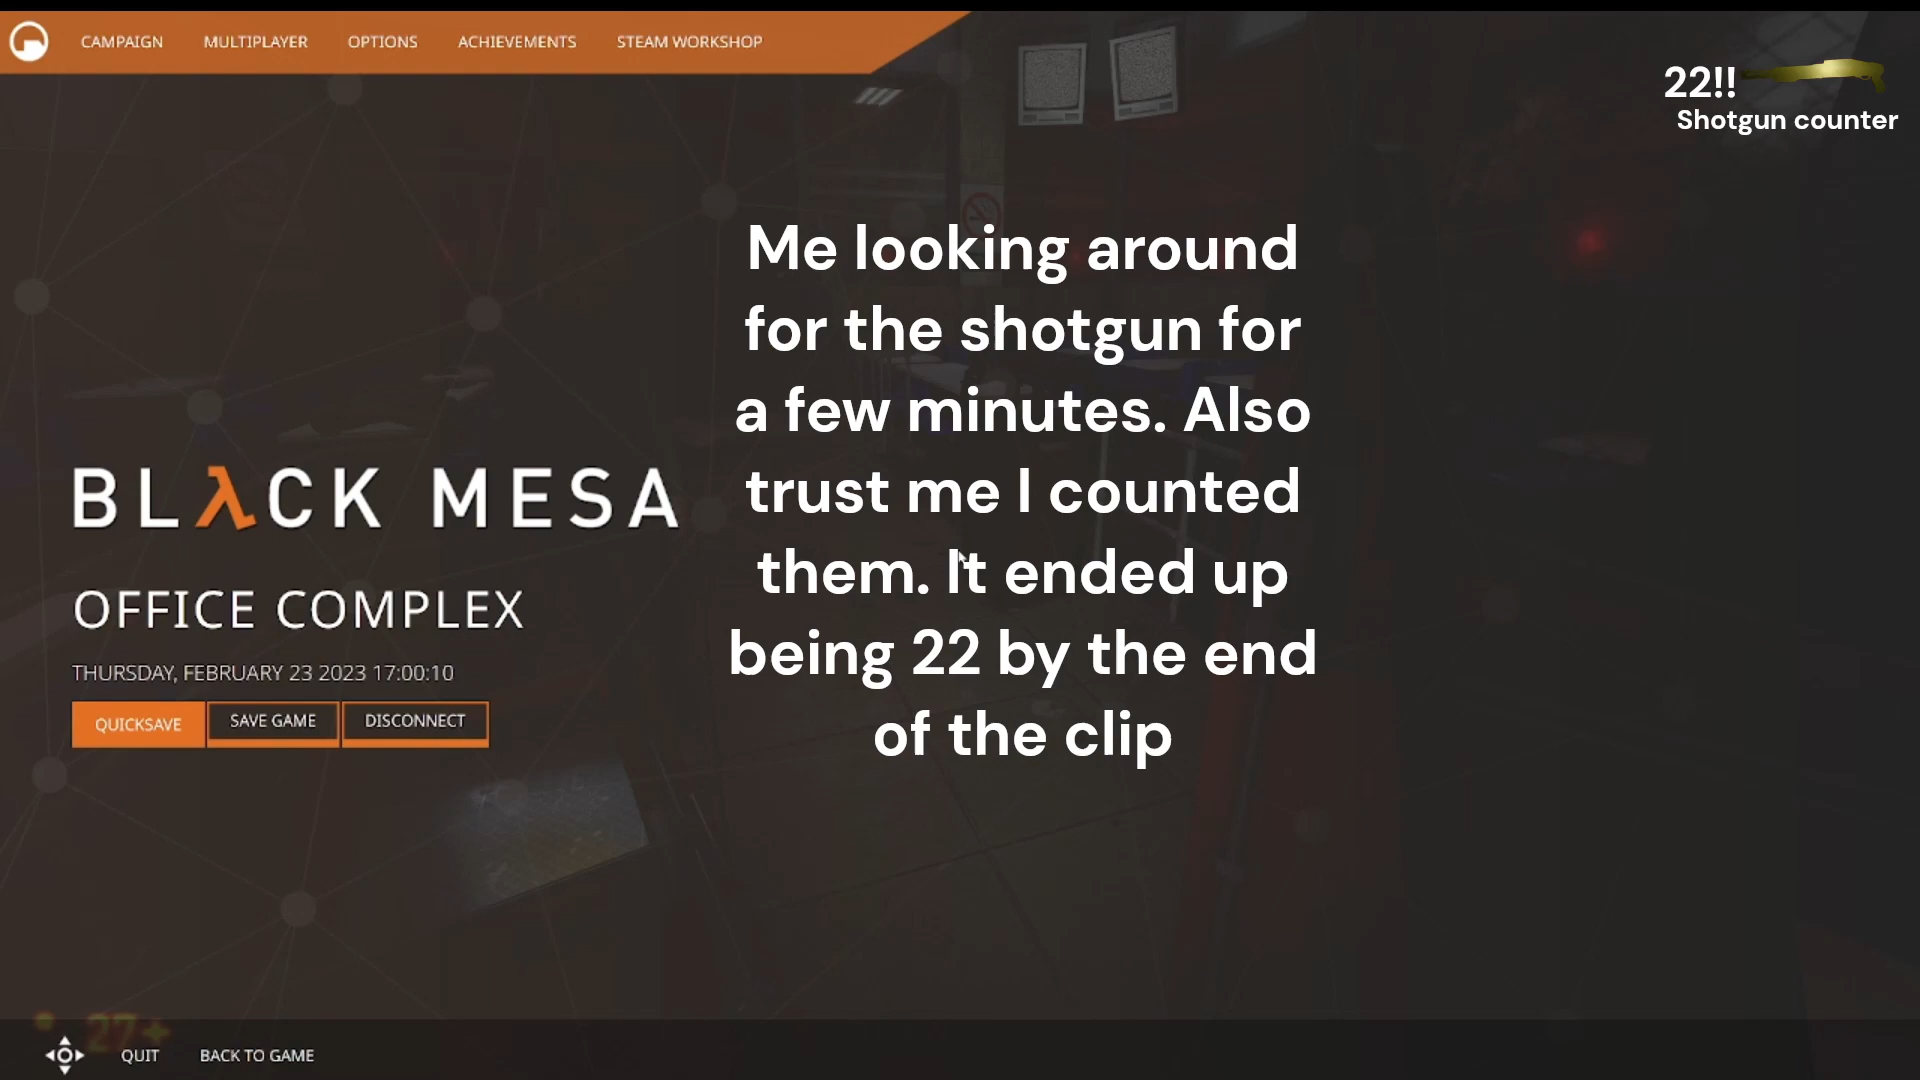 CAMPAIGN MULTIPLAYER OPTIONS ACHIEVEMENTS STEAM WORKSHOP
22!!
Shotgun counter
Me looking around
for the shotgun for
a few minutes. Also
trust me I counted
them. It ended up
being 22 by the end
of the clip
BLλCK MESA
OFFICE COMPLEX
THURSDAY, FEBRUARY 23 2023 17:00:10
QUICKSAVE SAVE GAME DISCONNECT
27+
QUIT BACK TO GAME